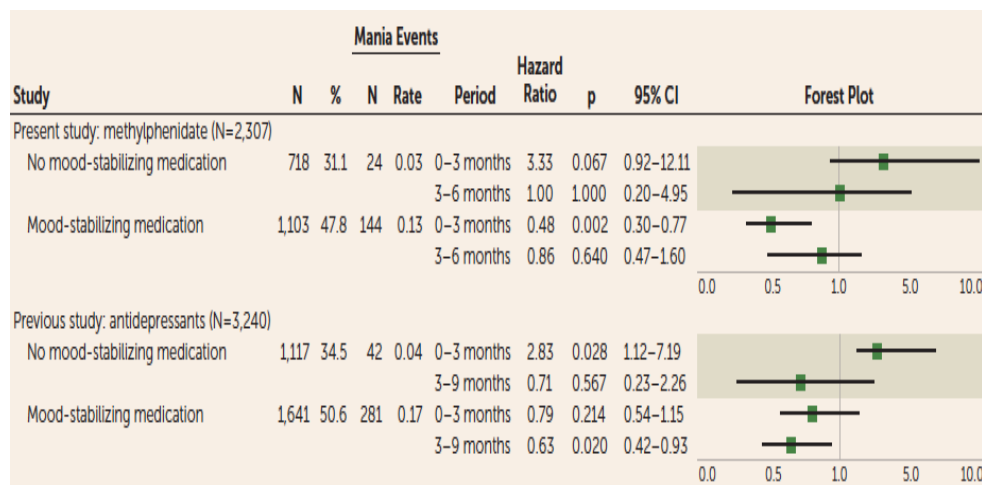 Mania Events
Hazard
Study N % N Rate Period Ratio p 95% CI Forest Plot
Present study: methylphenidate (N=2,307)
No mood-stabilizing medication 718 31.1 24 0.03 0–3 months 3.33 0.067 0.92–12.11
3–6 months 1.00 1.000 0.20–4.95
Mood-stabilizing medication 1,103 47.8 144 0.13 0–3 months 0.48 0.002 0.30–0.77
3–6 months 0.86 0.640 0.47–1.60
0.0 0.5 1.0 5.0 10.0
Previous study: antidepressants (N=3,240)
No mood-stabilizing medication 1,117 34.5 42 0.04 0–3 months 2.83 0.028 1.12–7.19
3–9 months 0.71 0.567 0.23–2.26
Mood-stabilizing medication 1,641 50.6 281 0.17 0–3 months 0.79 0.214 0.54–1.15
3–9 months 0.63 0.020 0.42–0.93
0.0 0.5 1.0 5.0 10.0